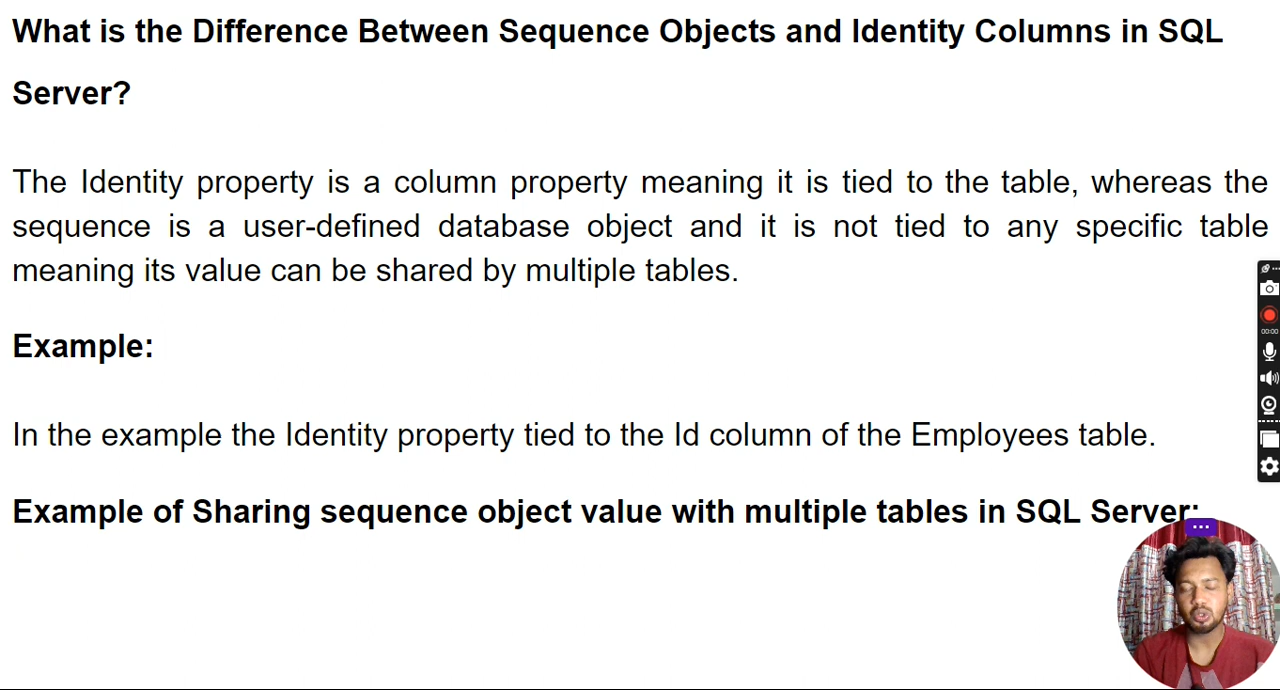 What is the Difference Between Sequence Objects and Identity Columns in SQL
Server?
The Identity property is a column property meaning it is tied to the table, whereas the
sequence is a user-defined database object and it is not tied to any specific table
meaning its value can be shared by multiple tables.
Example:
In the example the Identity property tied to the Id column of the Employees table.
Example of Sharing sequence object value with multiple tables in SQL Server:
00:00